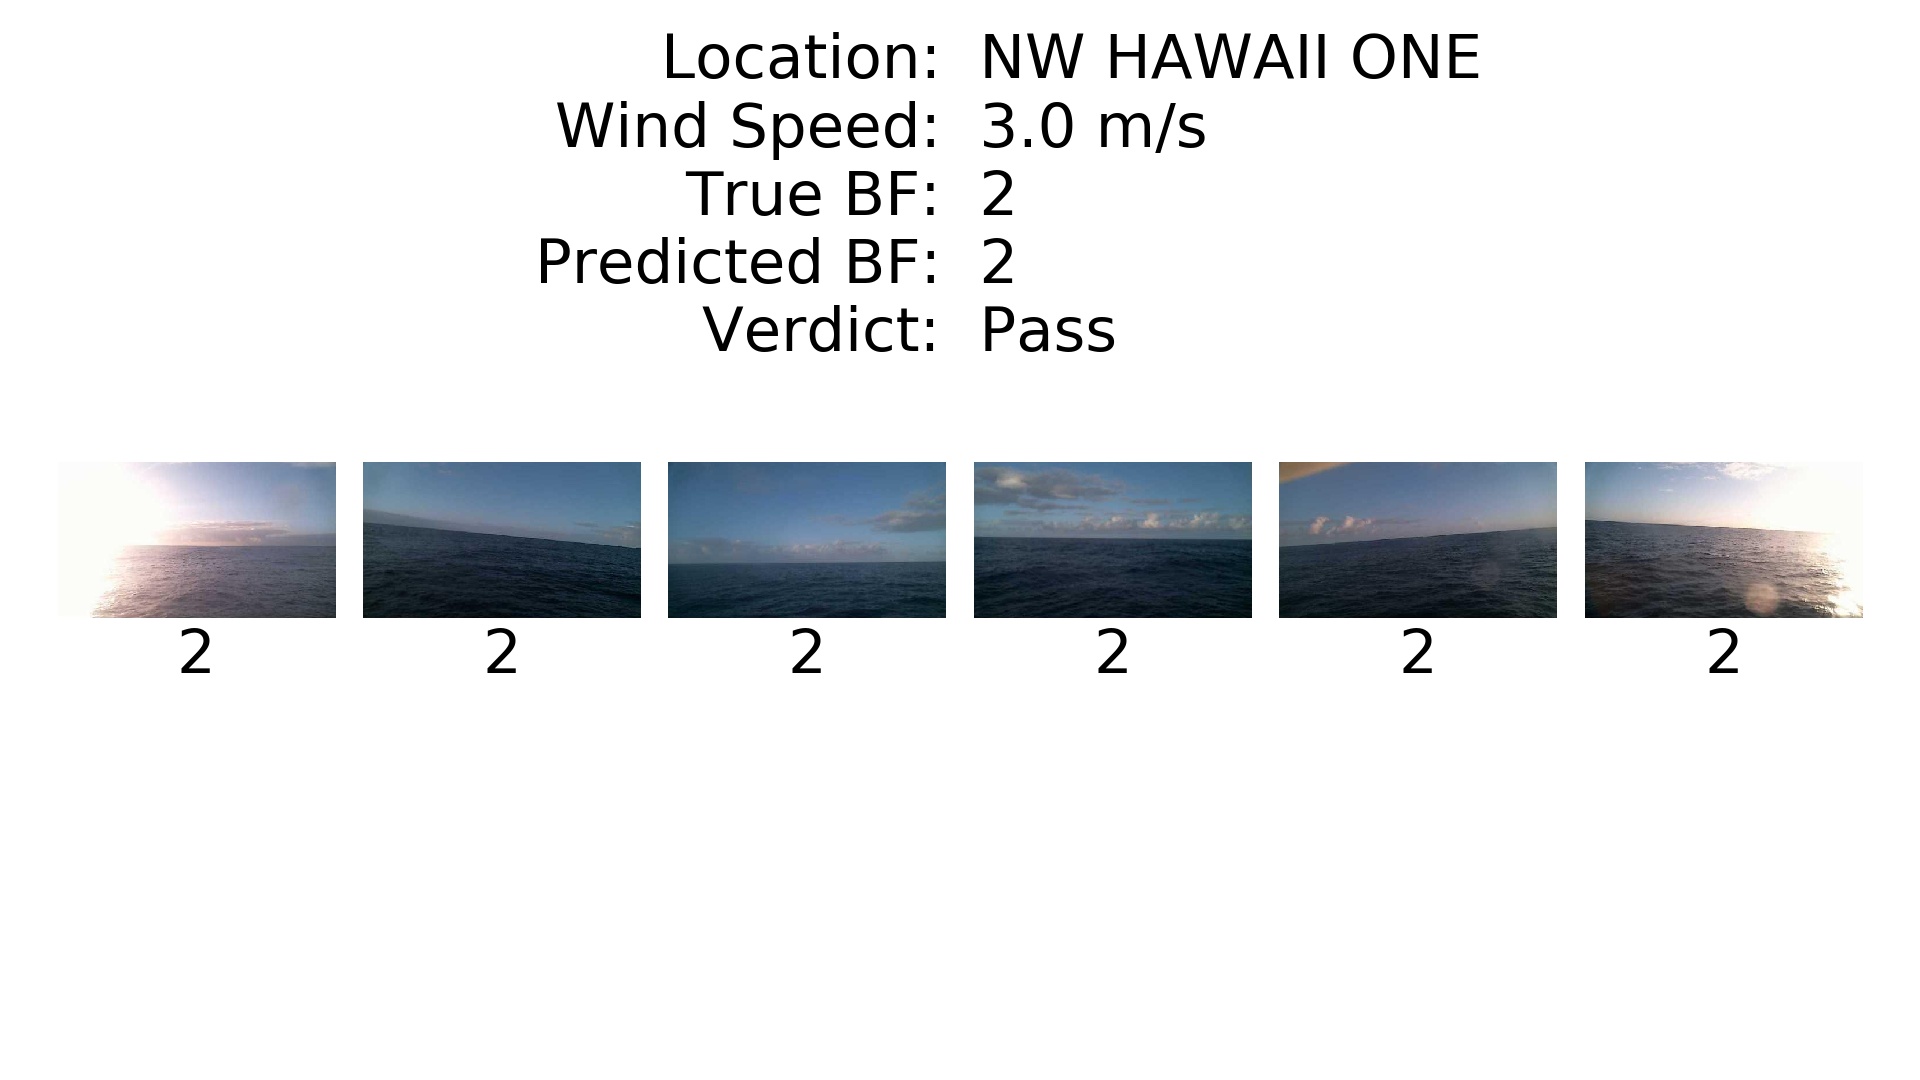 Location: NW HAWAII ONE
Wind Speed: 3.0 m/s
True BF: 2
Predicted BF: 2
Verdict: Pass
2 2 2 2 2 2